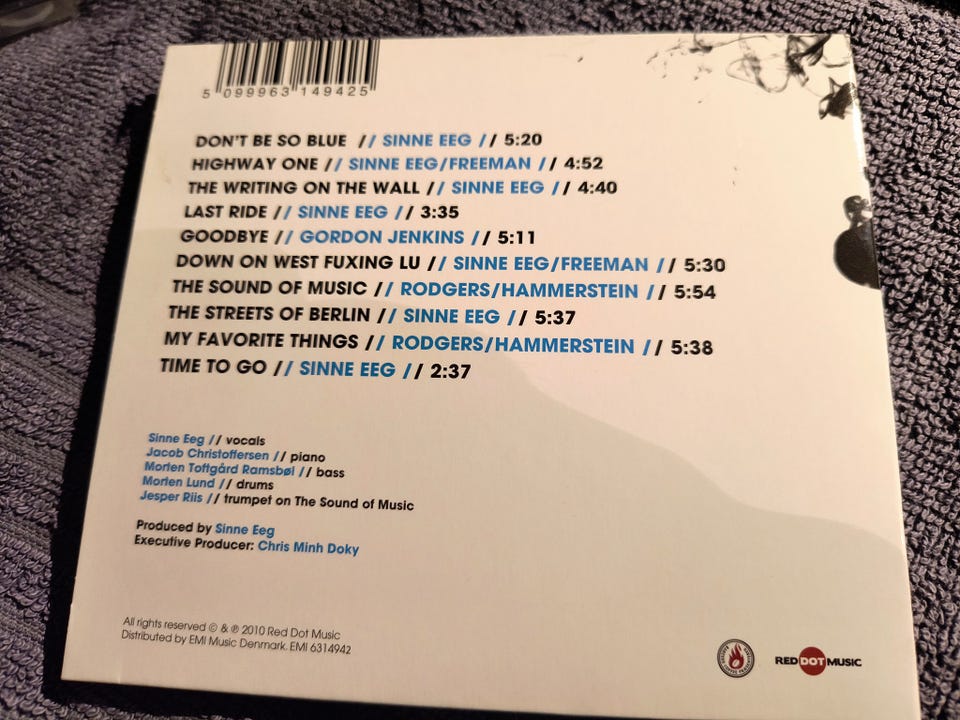 5 099963 149425
DON'T BE SO BLUE // SINNE EEG // 5:20
HIGHWAY ONE // SINNE EEG/FREEMAN // 4:52
THE WRITING ON THE WALL // SINNE EEG // 4:40
LAST RIDE // SINNE EEG // 3:35
GOODBYE // GORDON JENKINS // 5:11
DOWN ON WEST FUXING LU // SINNE EEG/FREEMAN // 5:30
THE SOUND OF MUSIC // RODGERS/HAMMERSTEIN // 5:54
THE STREETS OF BERLIN // SINNE EEG // 5:37
MY FAVORITE THINGS // RODGERS/HAMMERSTEIN // 5:38
TIME TO GO // SINNE EEG // 2:37
Sinne Eeg // vocals
Jacob Christoffersen // piano
Morten Toftgård Ramsbøl // bass
Morten Lund // drums
Jesper Riis // trumpet on The Sound of Music
Produced by Sinne Eeg
Executive Producer: Chris Minh Doky
All rights reserved © & ℗ 2010 Red Dot Music
Distributed by EMI Music Denmark. EMI 6314942
RED DOT MUSIC